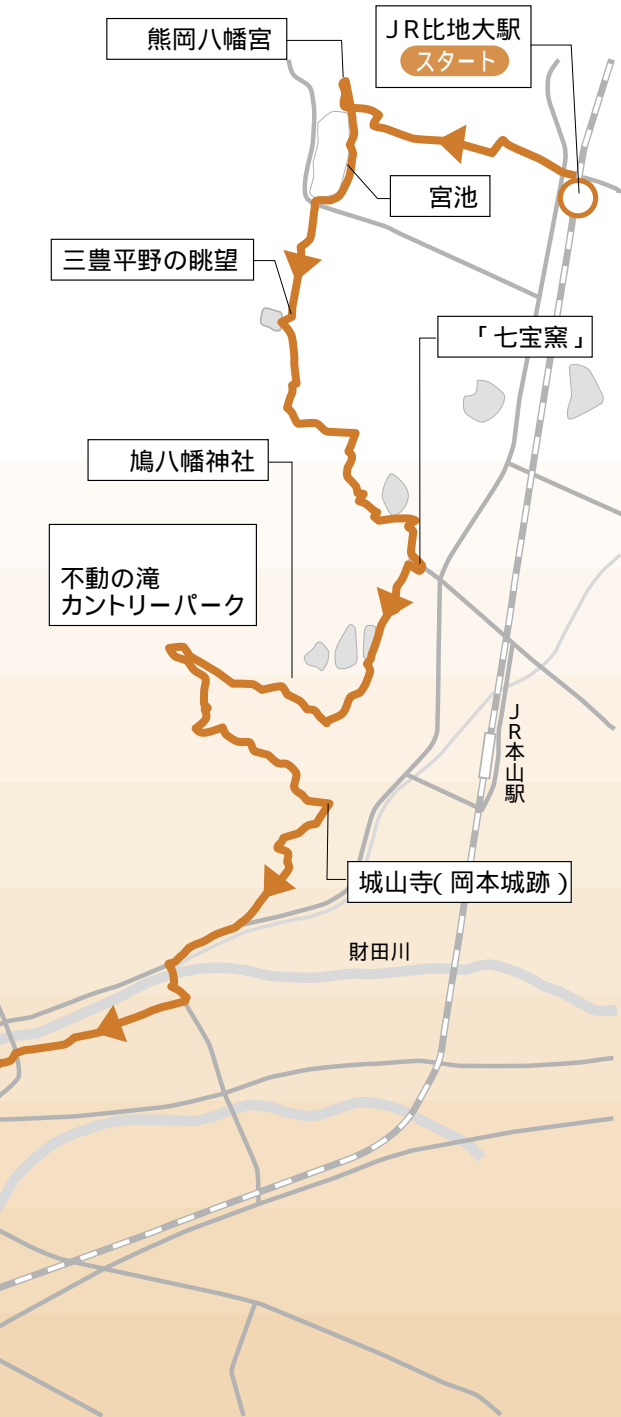 熊岡八幡宮
JR比地大駅
スタート
宮池
三豊平野の眺望
「七宝窯」
鳩八幡神社
不動の滝
カントリーパーク
JR本山駅
城山寺(岡本城跡)
財田川